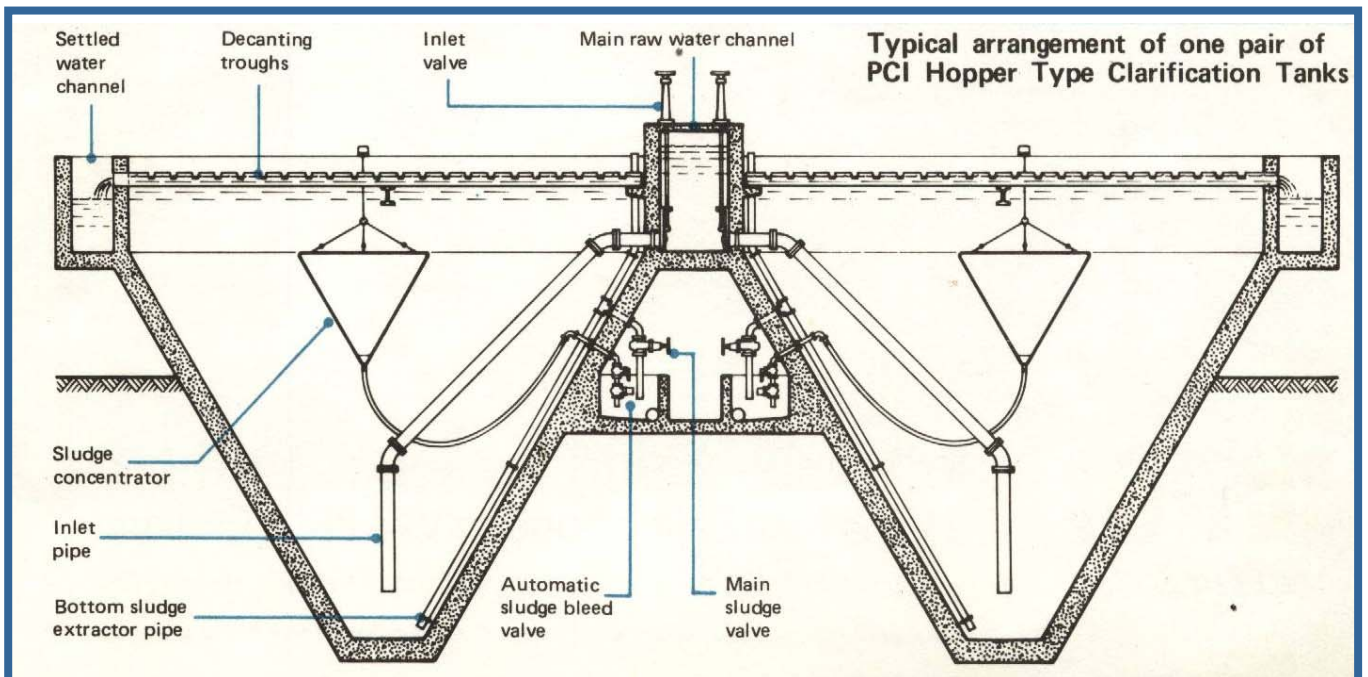 Settled
water
channel
Decanting
troughs
Inlet
valve
Main raw water channel
Typical arrangement of one pair of
PCI Hopper Type Clarification Tanks
Sludge
concentrator
Inlet
pipe
Bottom sludge
extractor pipe
Automatic
sludge bleed
valve
Main
sludge
valve